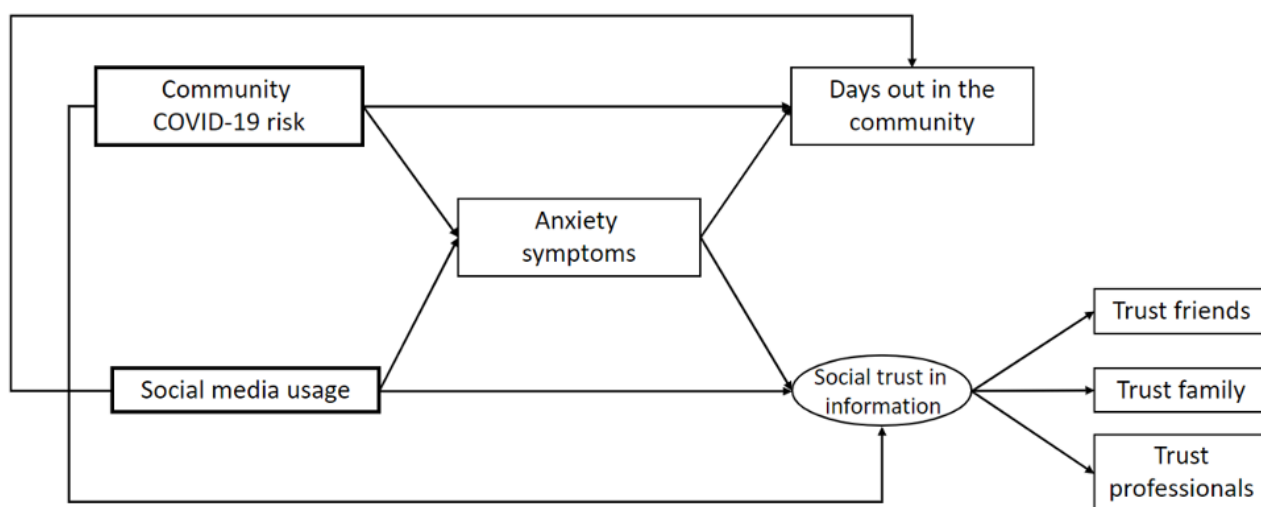 Community
COVID-19 risk
Days out in the
community
Anxiety
symptoms
Social media usage
Social trust in
information
Trust friends
Trust family
Trust
professionals